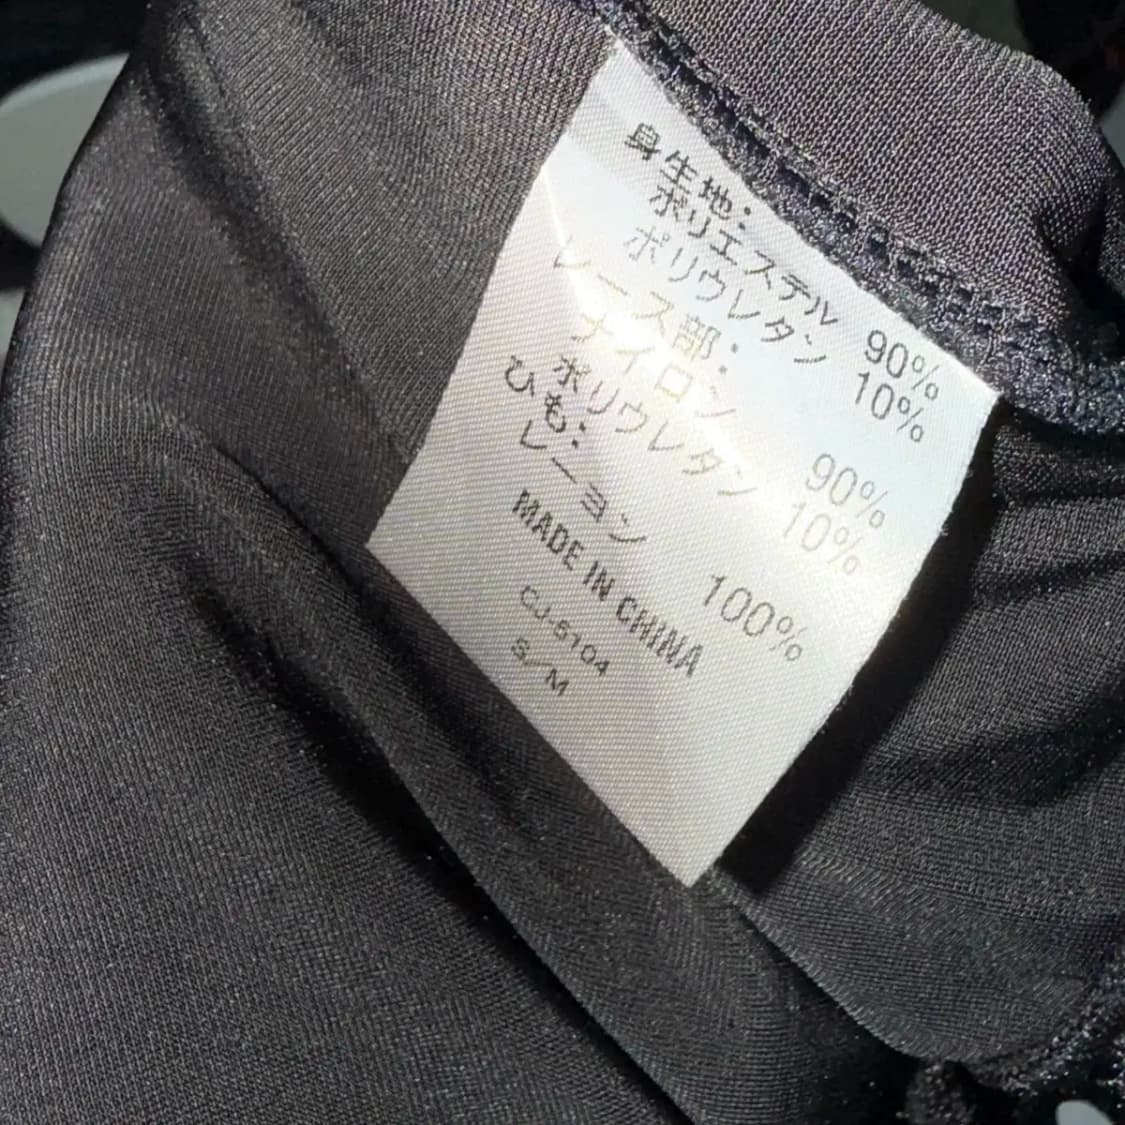 身生地:
ポリエステル 90%
ポリウレタン 10%
レース部:
ナイロン 90%
ポリウレタン 10%
ひも:
レーヨン 100%
MADE IN CHINA
CJ-6104
S/M